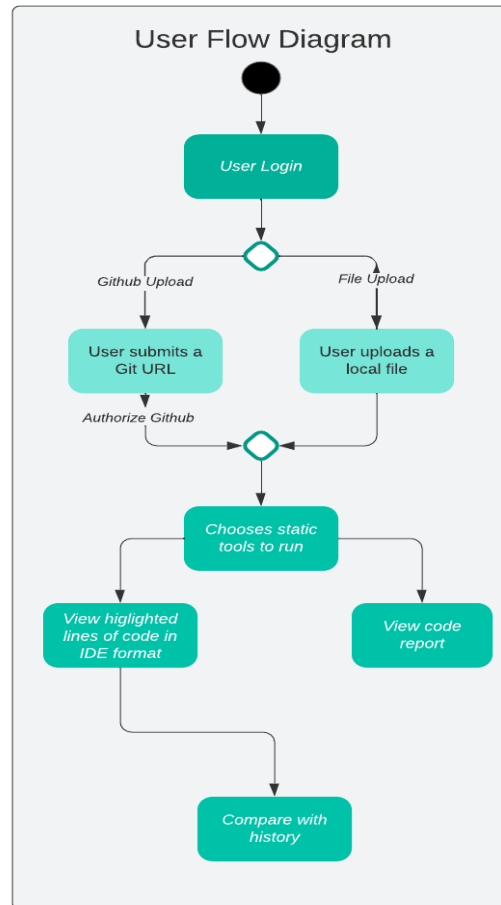 User Flow Diagram
User Login
Github Upload
File Upload
User submits a
Git URL
User uploads a
local file
Authorize Github
Chooses static
tools to run
View higlighted
lines of code in
IDE format
View code
report
Compare with
history